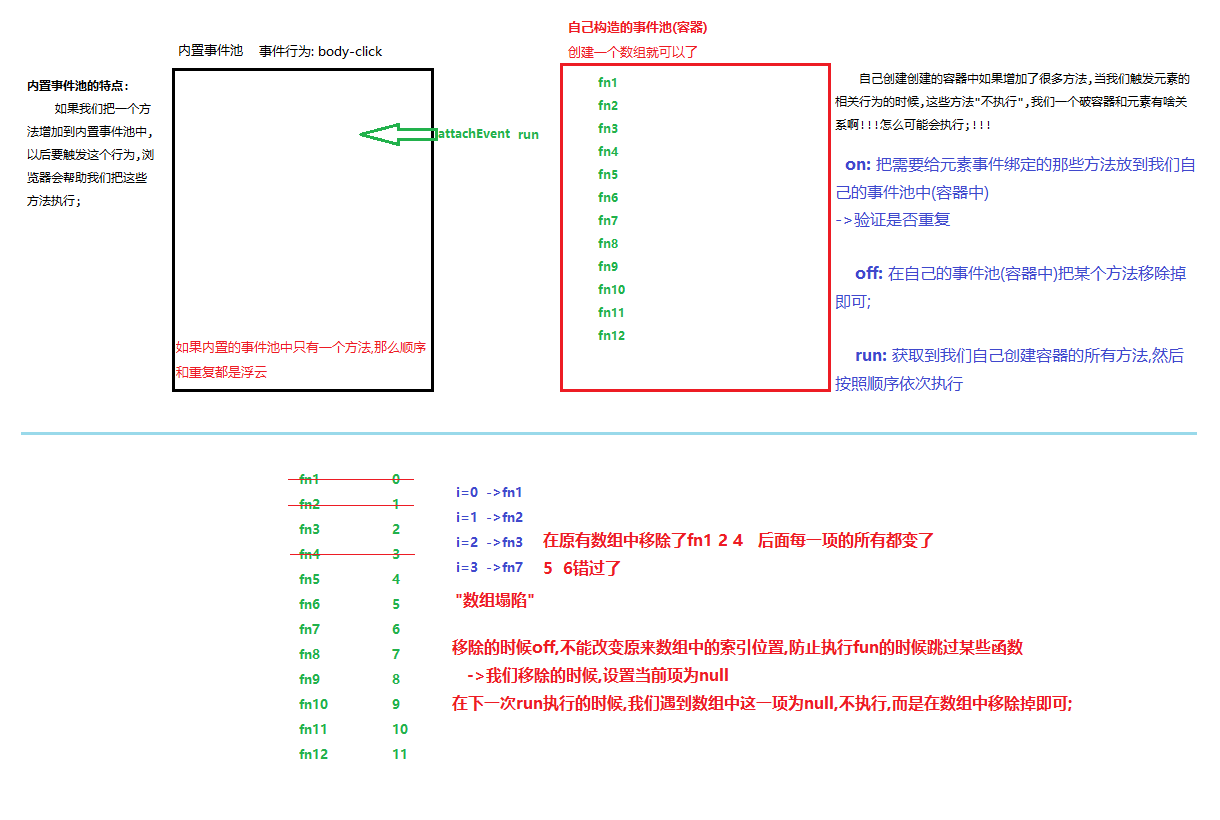 自己构造的事件池(容器)
内置事件池 事件行为: body-click
创建一个数组就可以了
内置事件池的特点:
如果我们把一个方
法增加到内置事件池中,
以后要触发这个行为,浏
览器会帮助我们把这些
方法执行;
attachEvent run
如果内置的事件池中只有一个方法,那么顺序
和重复都是浮云
fn1
fn2
fn3
fn4
fn5
fn6
fn7
fn8
fn9
fn10
fn11
fn12
自己创建创建的容器中如果增加了很多方法,当我们触发元素的
相关行为的时候,这些方法"不执行",我们一个破容器和元素有啥关
系啊!!!怎么可能会执行;!!!
on: 把需要给元素事件绑定的那些方法放到我们自
己的事件池中(容器中)
->验证是否重复
off: 在自己的事件池(容器中)把某个方法移除掉
即可;
run: 获取到我们自己创建容器的所有方法,然后
按照顺序依次执行
fn1 0
fn2 1
fn3 2
fn4 3
fn5 4
fn6 5
fn7 6
fn8 7
fn9 8
fn10 9
fn11 10
fn12 11
i=0 ->fn1
i=1 ->fn2
i=2 ->fn3
i=3 ->fn7
在原有数组中移除了fn1 2 4 后面每一项的所有都变了
5 6错过了
"数组塌陷"
移除的时候off,不能改变原来数组中的索引位置,防止执行fun的时候跳过某些函数
->我们移除的时候,设置当前项为null
在下一次run执行的时候,我们遇到数组中这一项为null,不执行,而是在数组中移除掉即可;